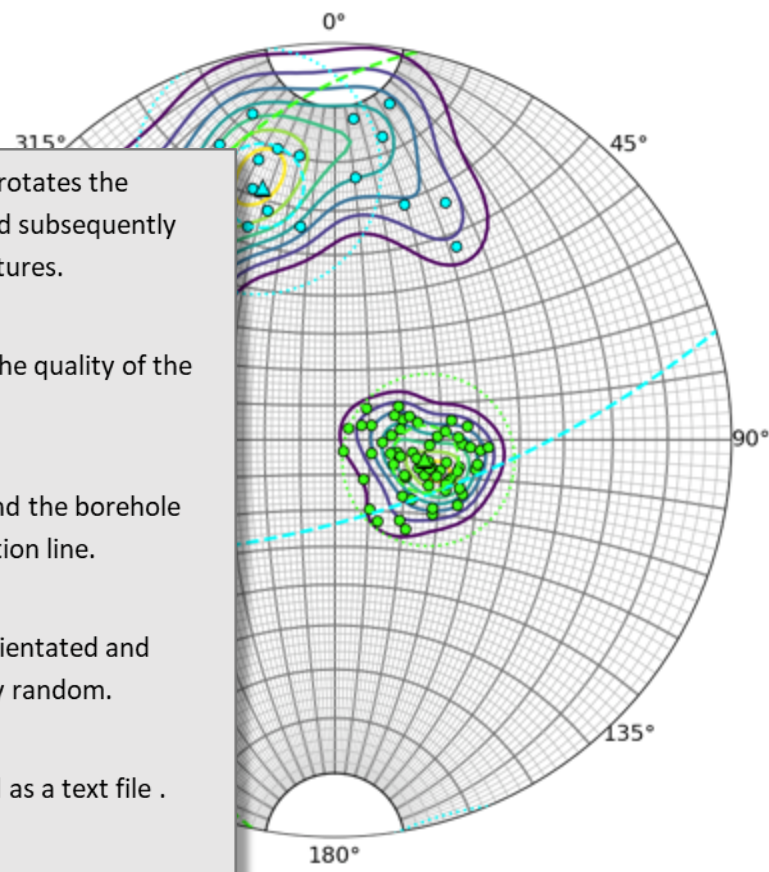 0°
315°
45°
rotates the
d subsequently
tures.
he quality of the
90°
nd the borehole
tion line.
ientated and
random.
135°
as a text file .
180°